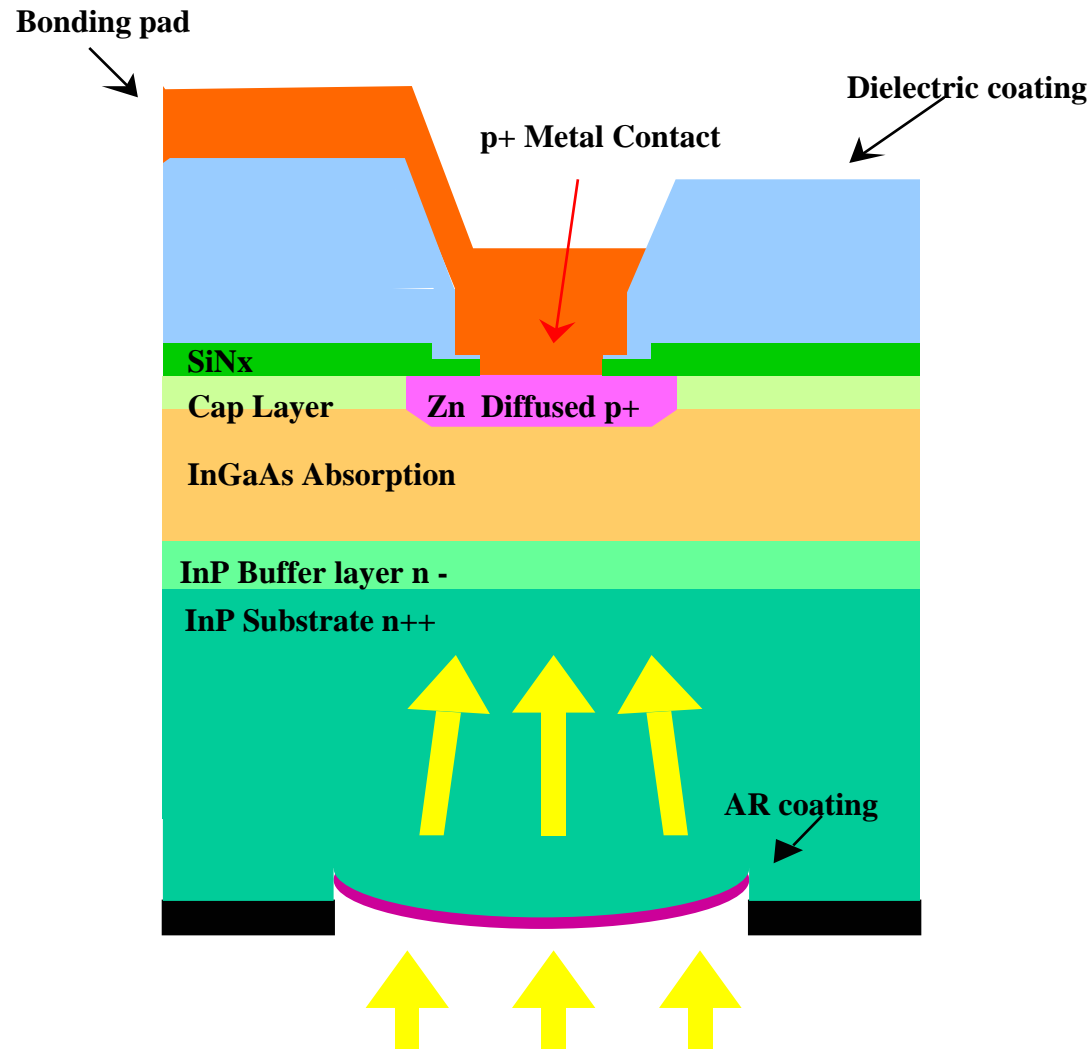 Bonding pad
Dielectric coating
p+ Metal Contact
SiNx
Cap Layer
Zn Diffused p+
InGaAs Absorption
InP Buffer layer n -
InP Substrate n++
AR coating